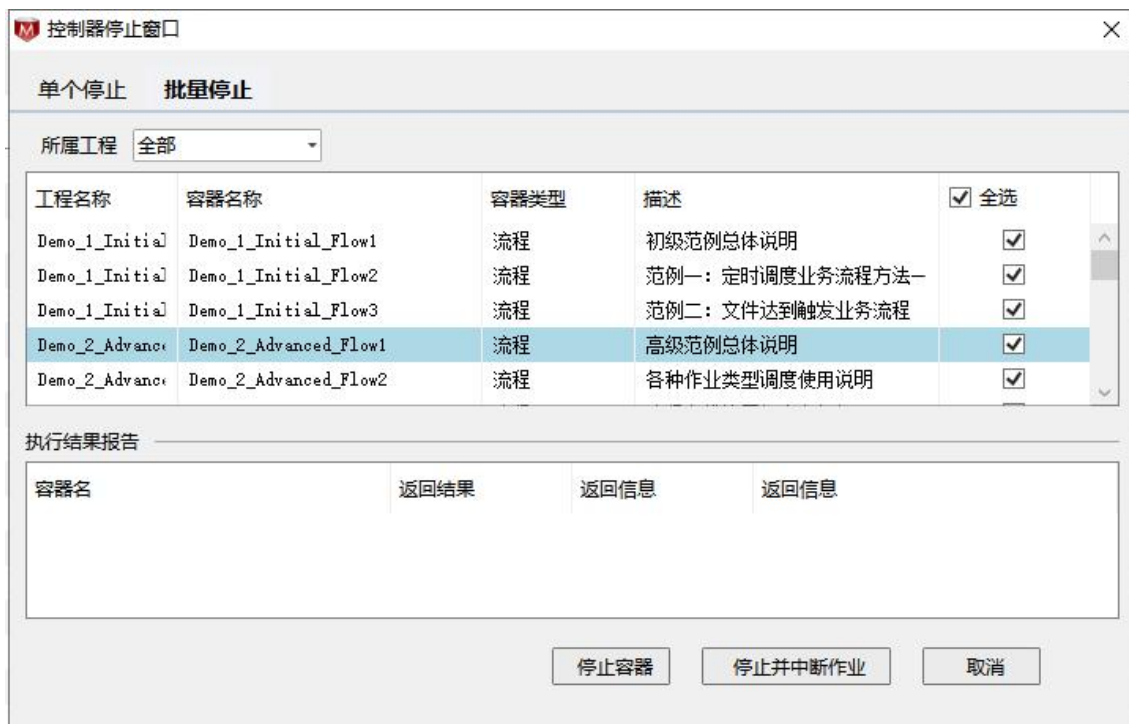 控制器停止窗口
单个停止 批量停止
所属工程 全部
工程名称 容器名称 容器类型 描述 全选
Demo_1_Initial Demo_1_Initial_Flow1 流程 初级范例总体说明
Demo_1_Initial Demo_1_Initial_Flow2 流程 范例一：定时调度业务流程方法一
Demo_1_Initial Demo_1_Initial_Flow3 流程 范例二：文件达到触发业务流程
Demo_2_Advance Demo_2_Advanced_Flow1 流程 高级范例总体说明
Demo_2_Advance Demo_2_Advanced_Flow2 流程 各种作业类型调度使用说明
执行结果报告
容器名 返回结果 返回信息 返回信息
停止容器 停止并中断作业 取消